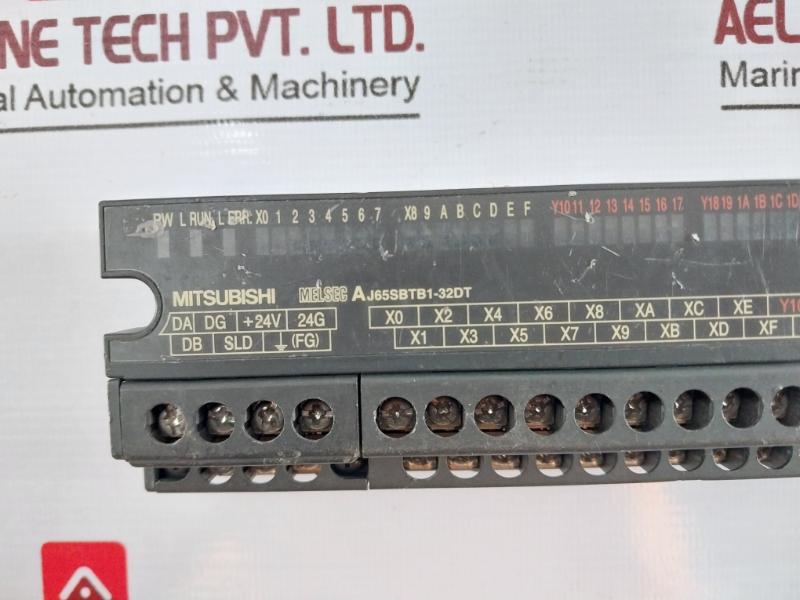 NE TECH PVT. LTD.
al Automation & Machinery
AEL
Marin
PW L RUN L ERR. X0 1 2 3 4 5 6 7 X8 9 A B C D E F Y10 11 12 13 14 15 16 17 Y18 19 1A 1B 1C 1D
MITSUBISHI MELSEC AJ65SBTB1-32DT
DA DG +24V 24G X0 X2 X4 X6 X8 XA XC XE Y10
DB SLD ⏚(FG) X1 X3 X5 X7 X9 XB XD XF